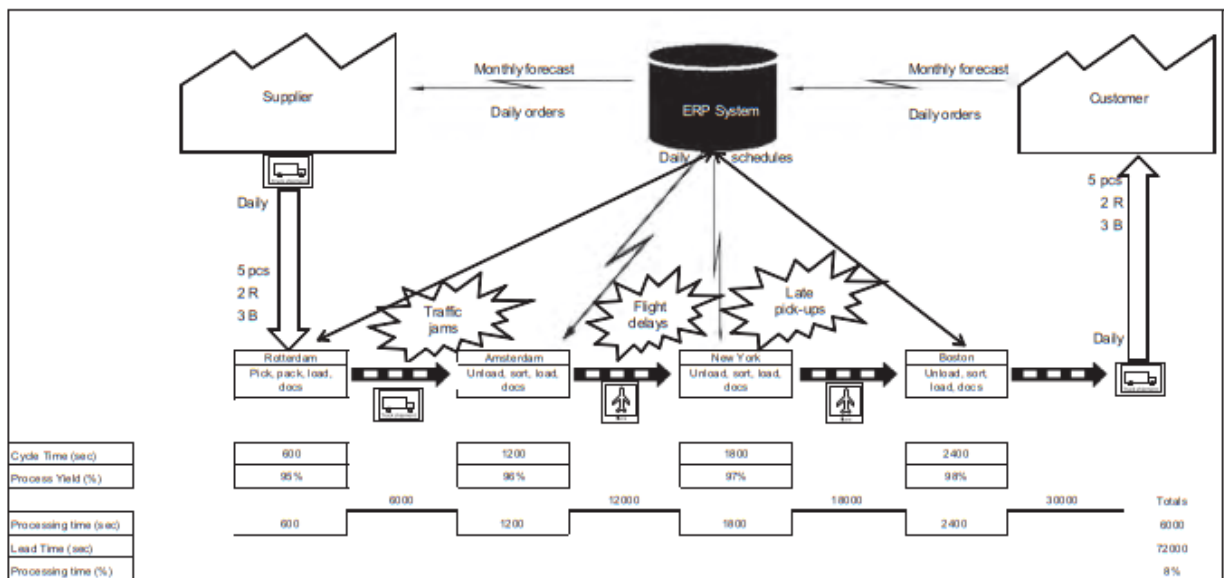 Supplier
Monthly forecast
Daily orders
ERP System
Monthly forecast
Daily orders
Customer
Daily schedules
Daily
5 pcs
2 R
3 B
5 pcs
2 R
3 B
Daily
Traffic
jams
Flight
delays
Late
pick-ups
Rotterdam
Pick, pack, load,
docs
Amsterdam
Unload, sort, load,
docs
New York
Unload, sort, load,
docs
Boston
Unload, sort,
load, docs
Cycle Time (sec) 600 1200 1800 2400
Process Yield (%) 95% 96% 97% 98%
6000 12000 18000 30000 Totals
Processing time (sec) 600 1200 1800 2400 6000
Lead Time (sec) 72000
Processing time (%) 8%